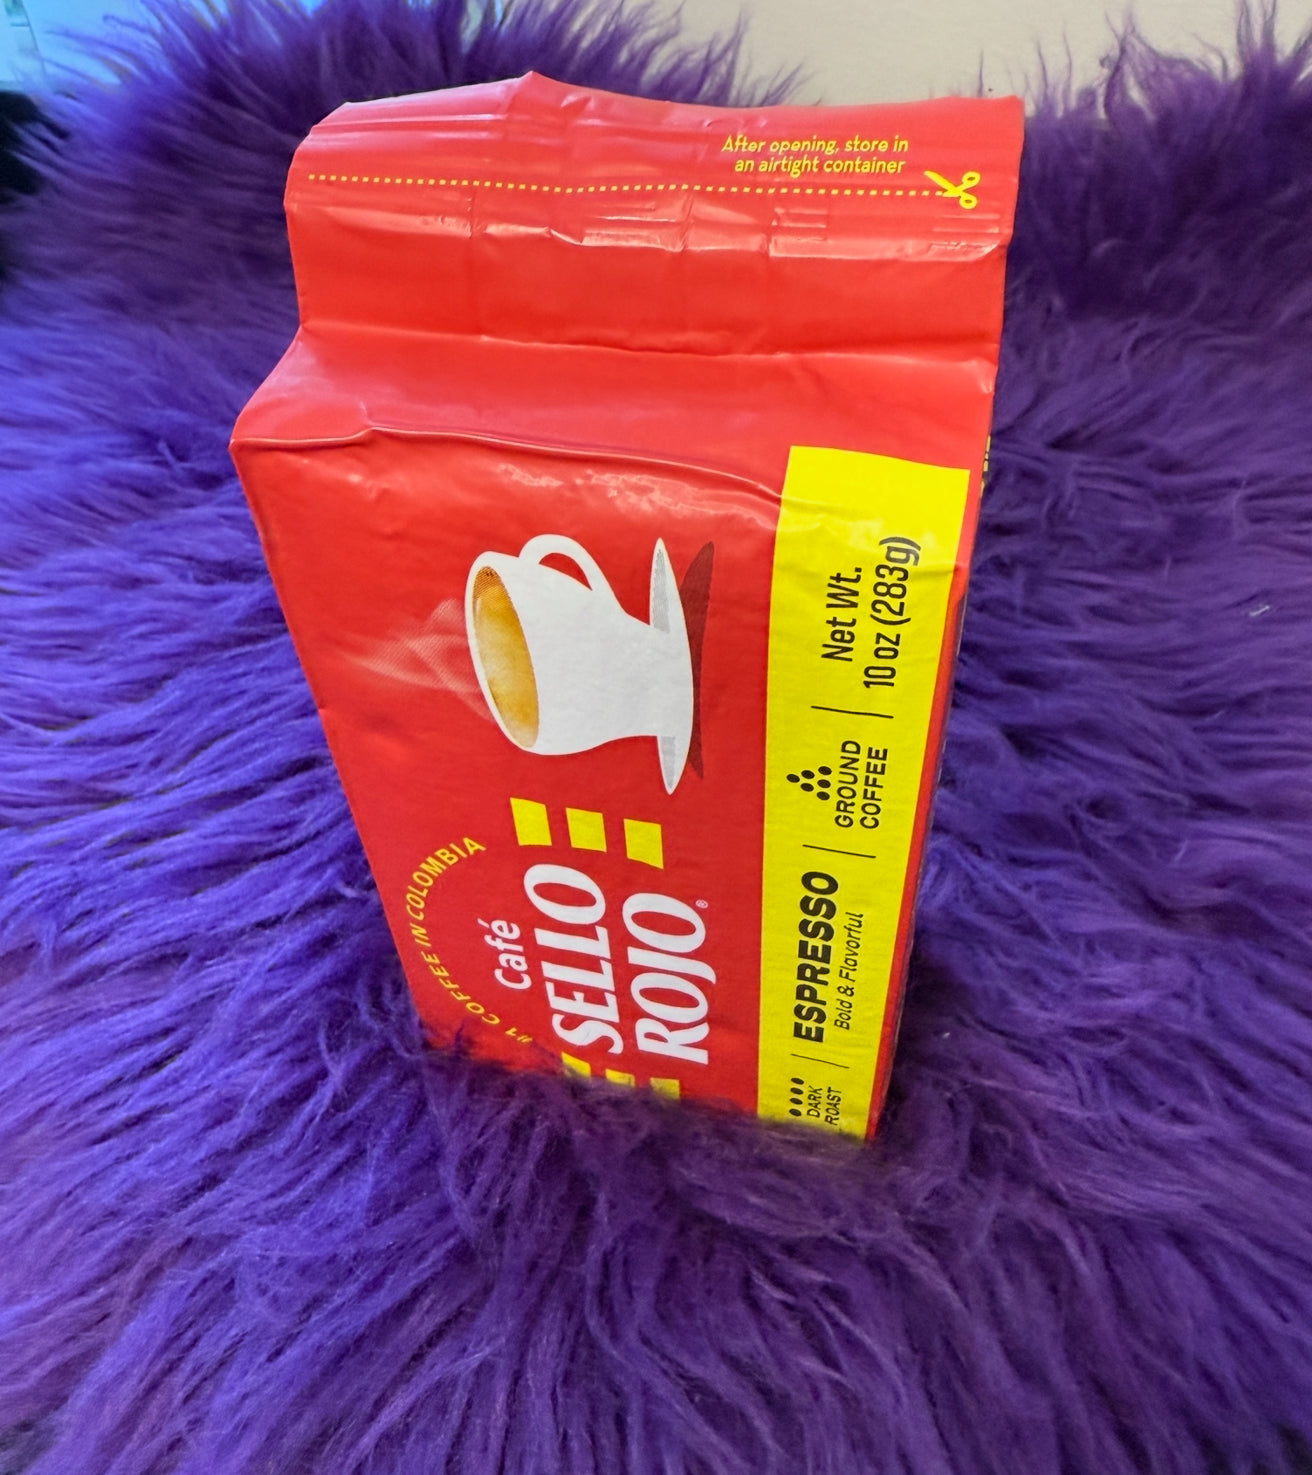 After opening, store in
an airtight container
#1 COFFEE IN COLOMBIA
Café
SELLO
ROJO®
DARK
ROAST
ESPRESSO
Bold & Flavorful
GROUND
COFFEE
Net Wt.
10 oz (283g)